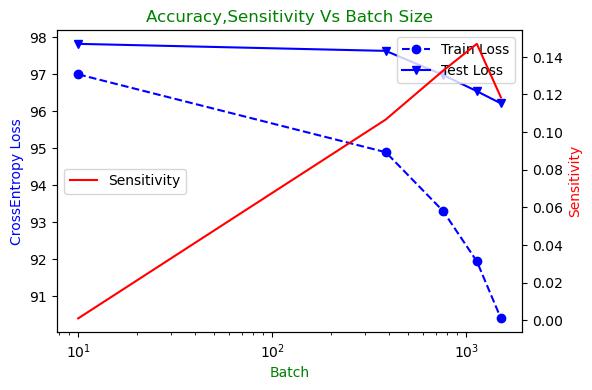 Accuracy,Sensitivity Vs Batch Size
98
97
96
95
94
93
92
91
CrossEntropy Loss
Train Loss
Test Loss
Sensitivity
0.14
0.12
0.10
0.08
0.06
0.04
0.02
0.00
Sensitivity
10¹
10²
10³
Batch